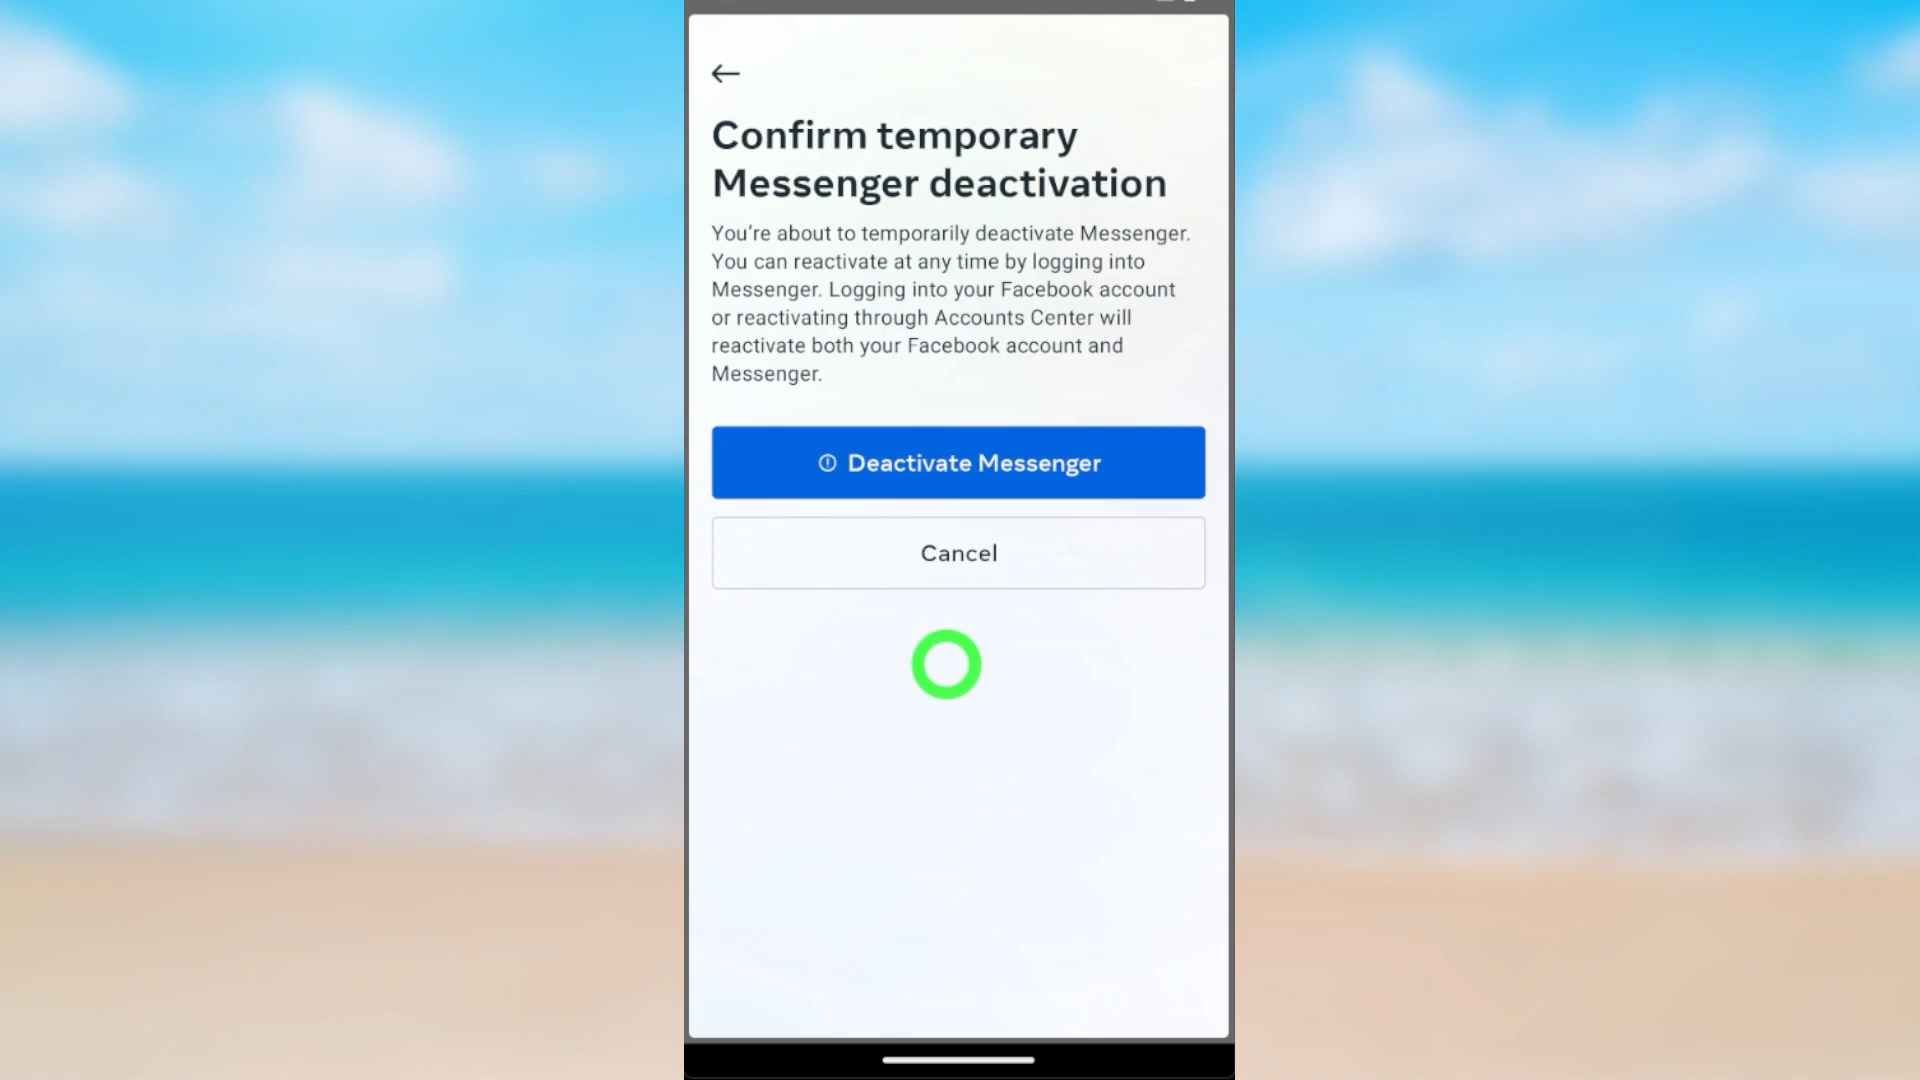 Confirm temporary
Messenger deactivation
You’re about to temporarily deactivate Messenger.
You can reactivate at any time by logging into
Messenger. Logging into your Facebook account
or reactivating through Accounts Center will
reactivate both your Facebook account and
Messenger.
Deactivate Messenger
Cancel